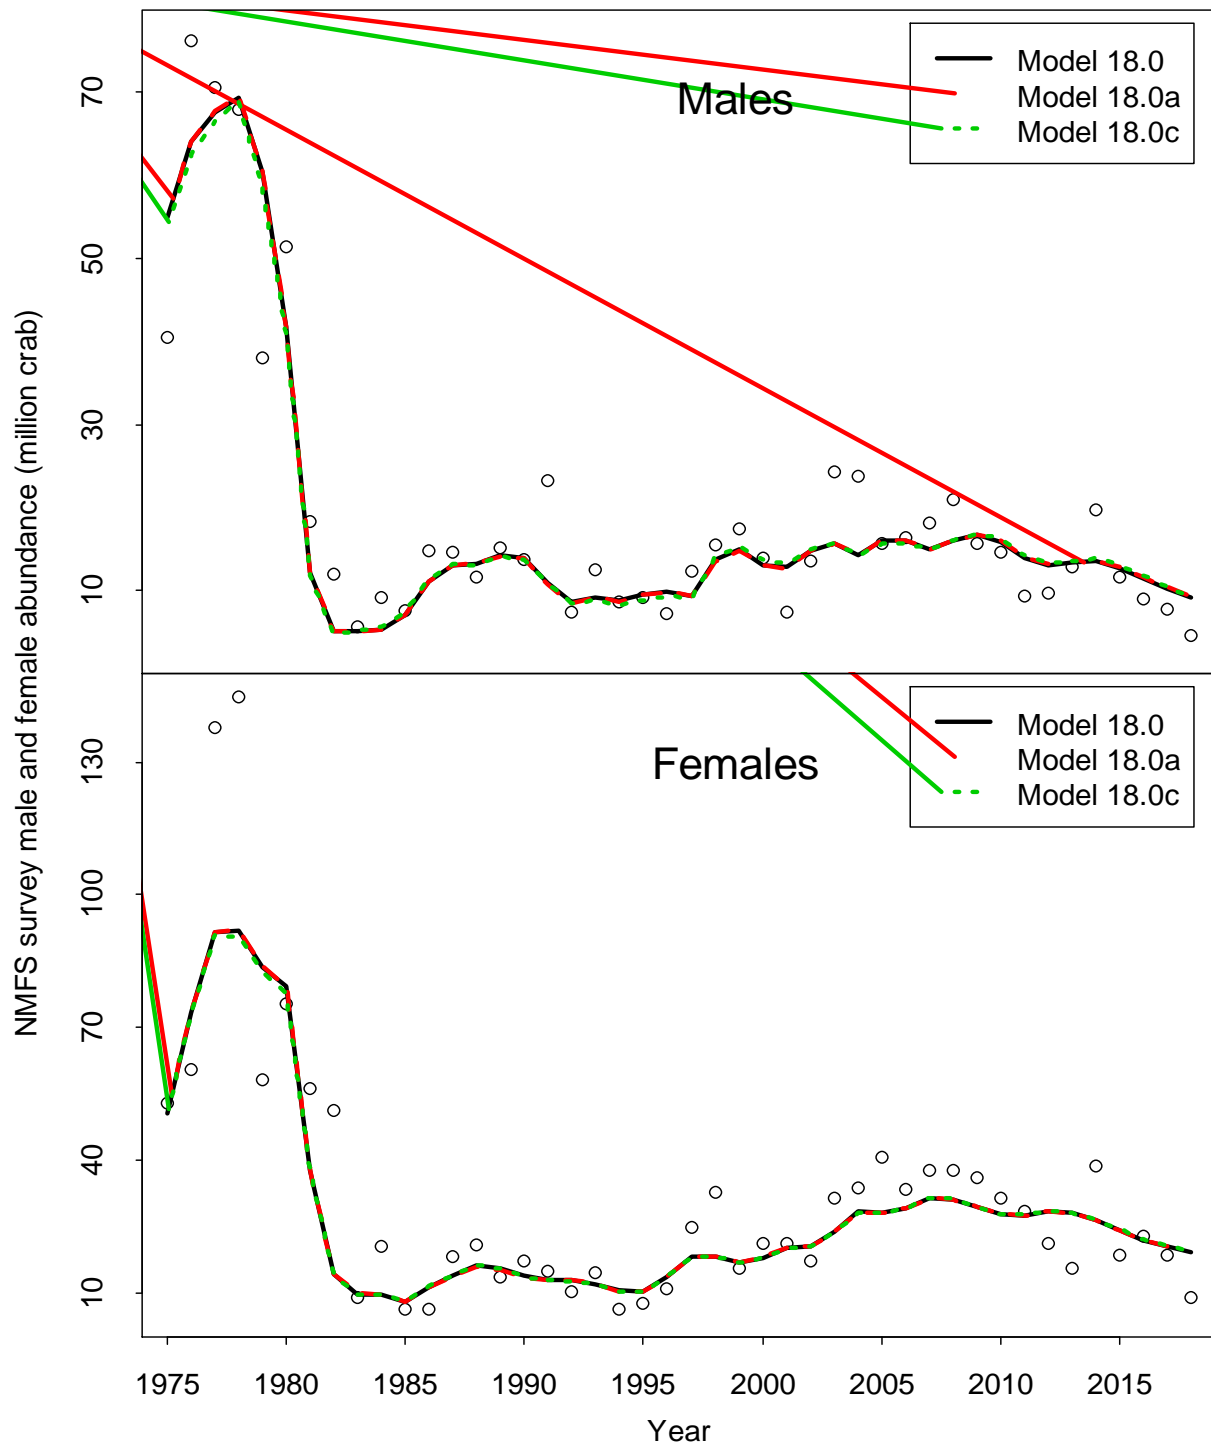 NMFS survey male and female abundance (million crab)
70
50
30
10
Males
Model 18.0
Model 18.0a
Model 18.0c
130
100
70
40
10
Females
Model 18.0
Model 18.0a
Model 18.0c
1975 1980 1985 1990 1995 2000 2005 2010 2015
Year